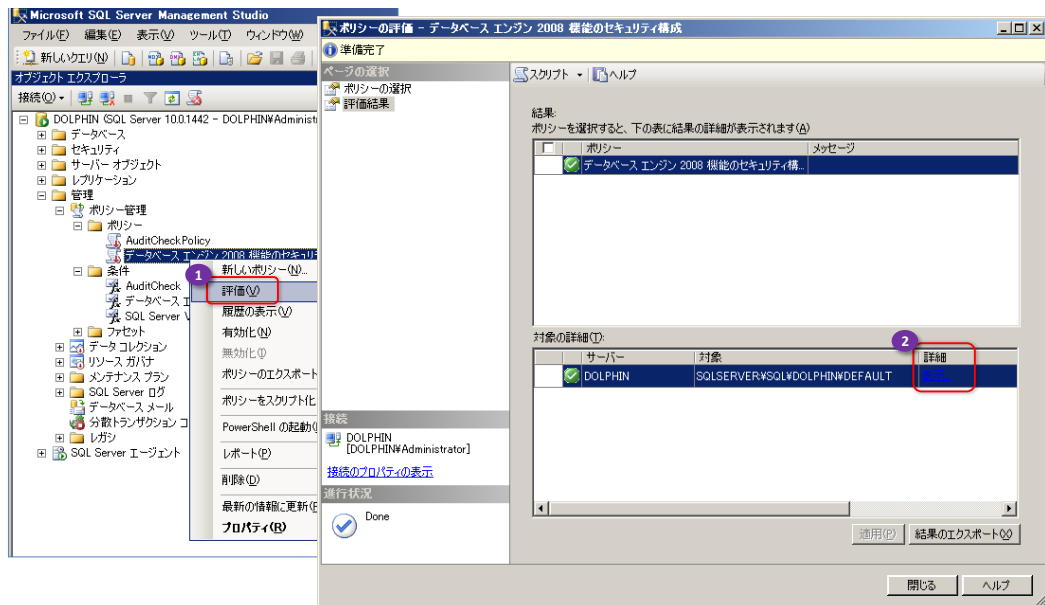 Microsoft SQL Server Management Studio
ファイル(F) 編集(E) 表示(V) ツール(T) ウィンドウ(W)
新しいクエリ(N)
オブジェクト エクスプローラ
接続(O)
DOLPHIN (SQL Server 10.0.1442 - DOLPHIN¥Administ
データベース
セキュリティ
サーバー オブジェクト
レプリケーション
管理
ポリシー管理
ポリシー
AuditCheckPolicy
データベース エンジン 2008 機能のセキュリ
条件
AuditCheck
データベース エ
SQL Server V
ファセット
データ コレクション
リソース ガバナ
メンテナンス プラン
SQL Server ログ
データベース メール
分散トランザクション コ
レガシ
SQL Server エージェント
1
新しいポリシー(N)...
評価(V)
履歴の表示(V)
有効化(N)
無効化(I)
ポリシーのエクスポート
ポリシーをスクリプト化
PowerShell の起動(
レポート(P)
削除(D)
最新の情報に更新(F
プロパティ(R)
ポリシーの評価 - データベース エンジン 2008 機能のセキュリティ構成
準備完了
ページの選択
ポリシーの選択
評価結果
接続
DOLPHIN
[DOLPHIN¥Administrator]
接続のプロパティの表示
進行状況
Done
スクリプト ヘルプ
結果:
ポリシーを選択すると、下の表に結果の詳細が表示されます(A)
ポリシー メッセージ
データベース エンジン 2008 機能のセキュリティ構...
対象の詳細(T):
2
サーバー 対象 詳細
DOLPHIN SQLSERVER¥SQL¥DOLPHIN¥DEFAULT 表示...
適用(P) 結果のエクスポート(X)
閉じる ヘルプ